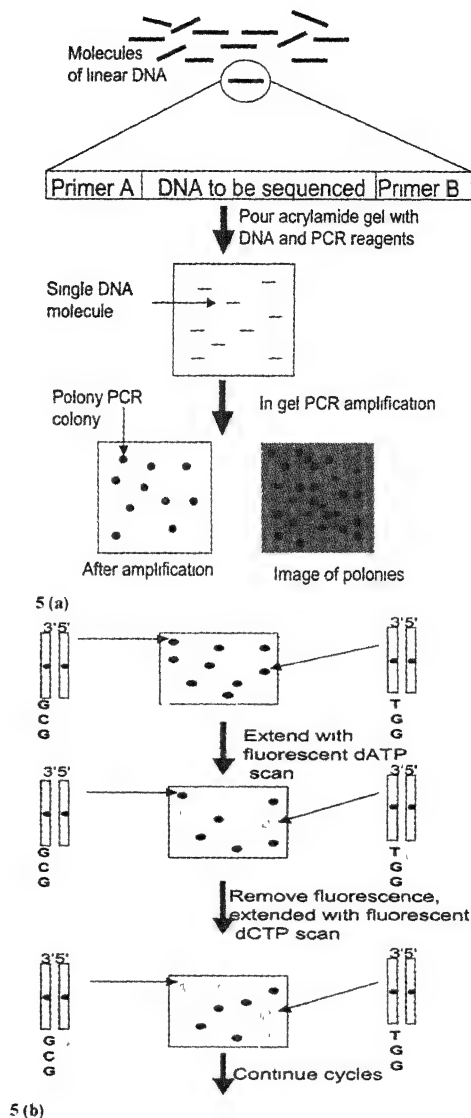 Molecules
of linear DNA
Primer A DNA to be sequenced Primer B
Pour acrylamide gel with
DNA and PCR reagents
Single DNA
molecule
Polony PCR
colony
In gel PCR amplification
After amplification
Image of polonies
5 (a)
3'5' 3'5'
G T
C G
G G
Extend with
fluorescent dATP
scan
3'5' 3'5'
G T
C G
G G
Remove fluorescence,
extended with fluorescent
dCTP scan
3'5' 3'5'
G T
C G
G G
Continue cycles
5 (b)